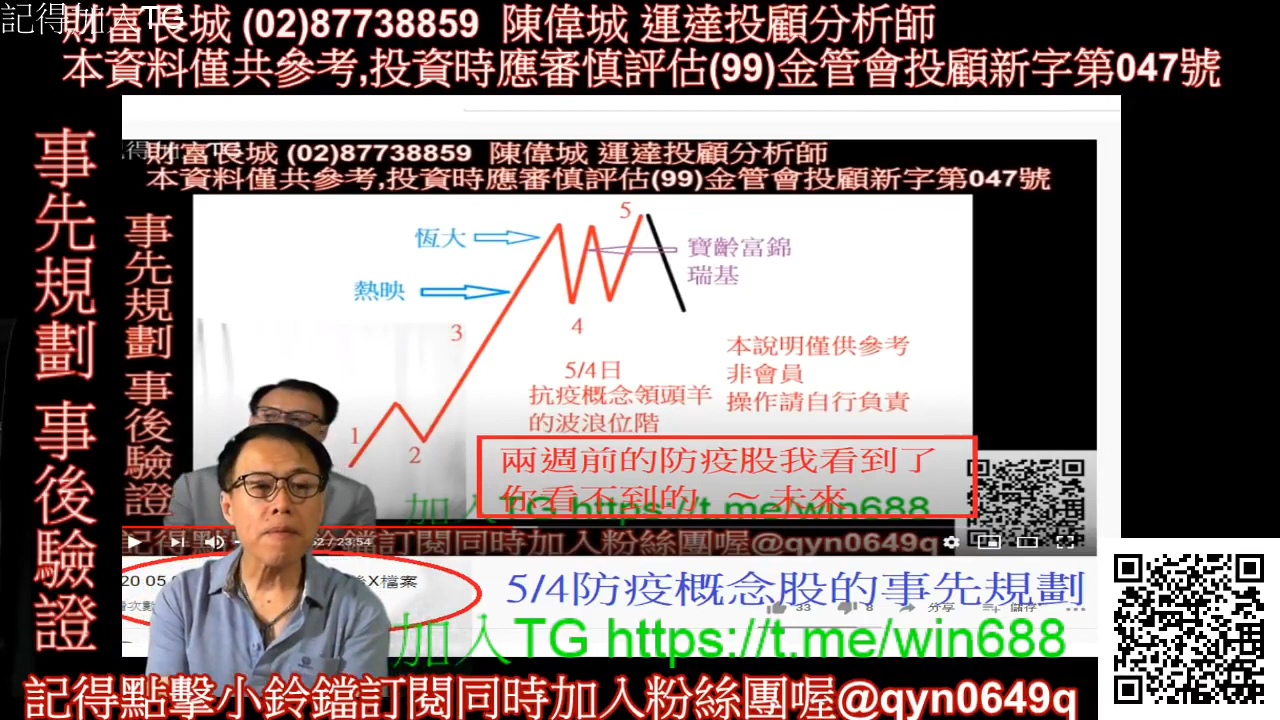 記得加入TG
財富長城 (02)87738859 陳偉城 運達投顧分析師
本資料僅共參考,投資時應審慎評估(99)金管會投顧新字第047號
事先規劃 事後驗證
財富長城 (02)87738859 陳偉城 運達投顧分析師
本資料僅共參考,投資時應審慎評估(99)金管會投顧新字第047號
事先規劃 事後驗證
5
恆大
寶齡富錦
瑞基
熱映
3
4
1
2
5/4日
抗疫概念領頭羊
的波浪位階
本說明僅供參考
非會員
操作請自行負責
兩週前的防疫股我看到了
你看不到的 ~ 未來
加入TG https://t.me/win688
/ 23:54
訂閱同時加入粉絲團喔@qyn0649q
20 05
X檔案
33
8
分享
儲存
5/4防疫概念股的事先規劃
加入TG https://t.me/win688
記得點擊小鈴鐺訂閱同時加入粉絲團喔@qyn0649q